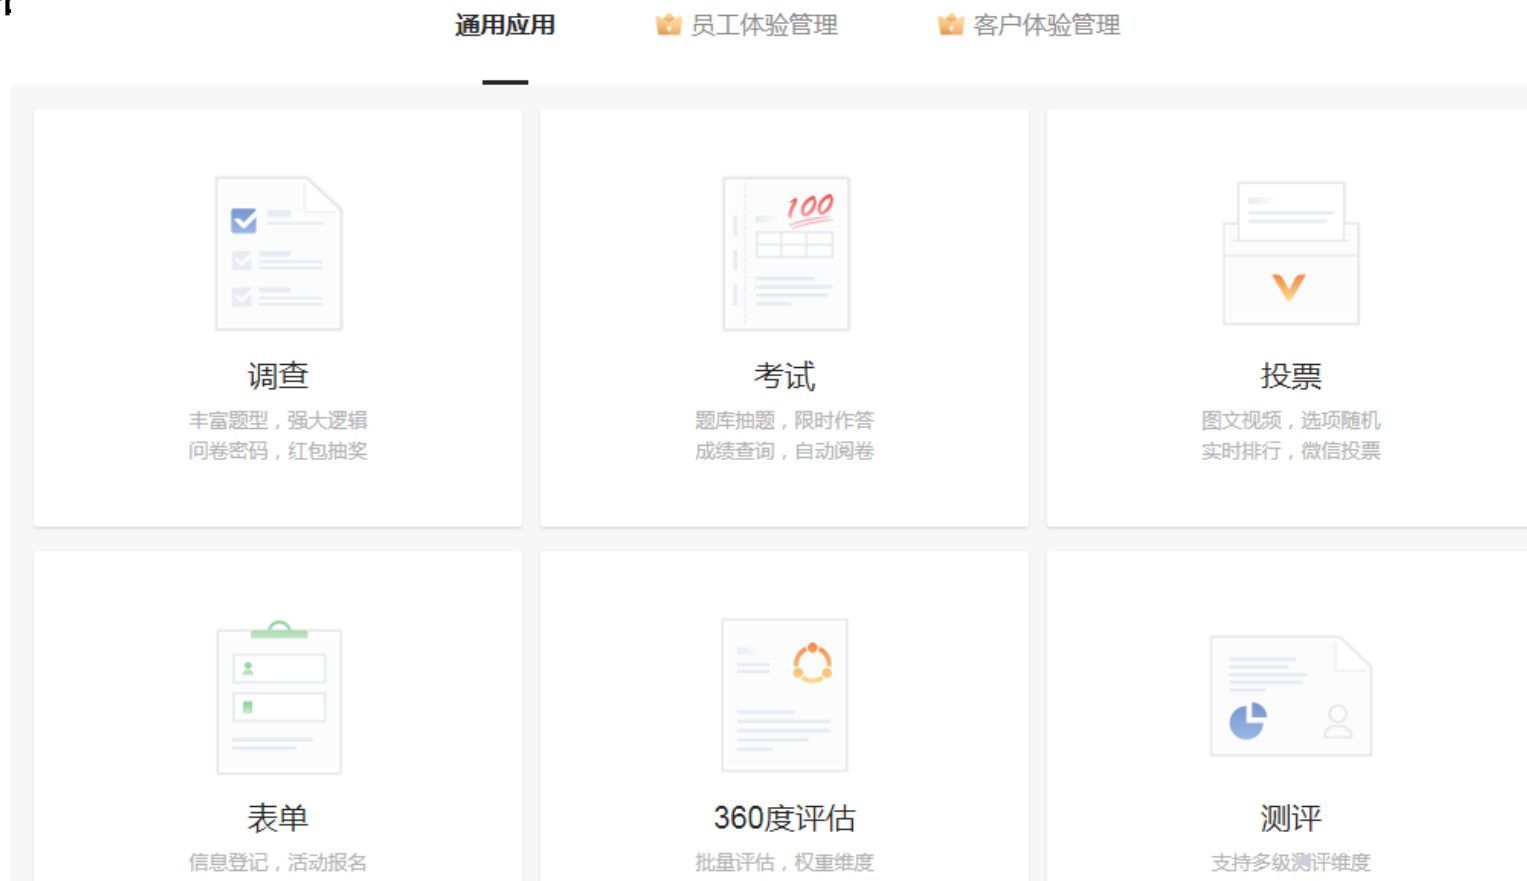 通用应用 员工体验管理 客户体验管理
100
调查 考试 投票
丰富题型，强大逻辑 题库抽题，限时作答 图文视频，选项随机
问卷密码，红包抽奖 成绩查询，自动阅卷 实时排行，微信投票
表单 360度评估 测评
信息登记，活动报名 批量评估，权重维度 支持多级测评维度